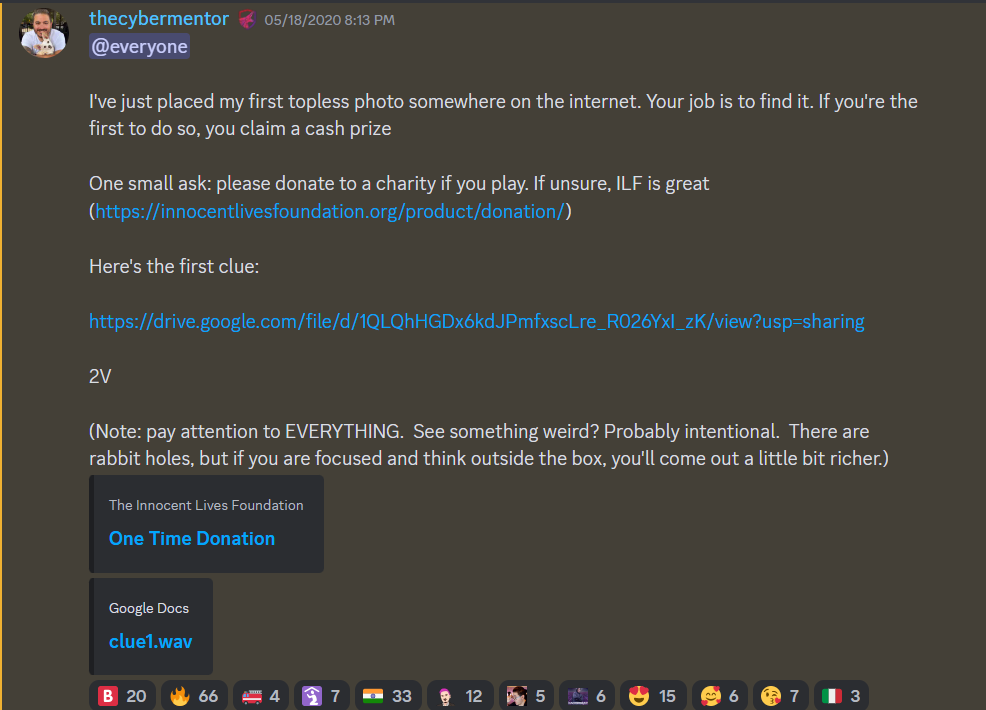 thecybermentor 05/18/2020 8:13 PM
@everyone
I've just placed my first topless photo somewhere on the internet. Your job is to find it. If you're the
first to do so, you claim a cash prize
One small ask: please donate to a charity if you play. If unsure, ILF is great
(https://innocentlivesfoundation.org/product/donation/)
Here's the first clue:
https://drive.google.com/file/d/1QLQhHGDx6kdJPmfxscLre_R026YxI_zK/view?usp=sharing
2V
(Note: pay attention to EVERYTHING.  See something weird? Probably intentional.  There are
rabbit holes, but if you are focused and think outside the box, you'll come out a little bit richer.)
The Innocent Lives Foundation
One Time Donation
Google Docs
clue1.wav
B 20 66 4 7 33 12 5 6 15 6 7 3